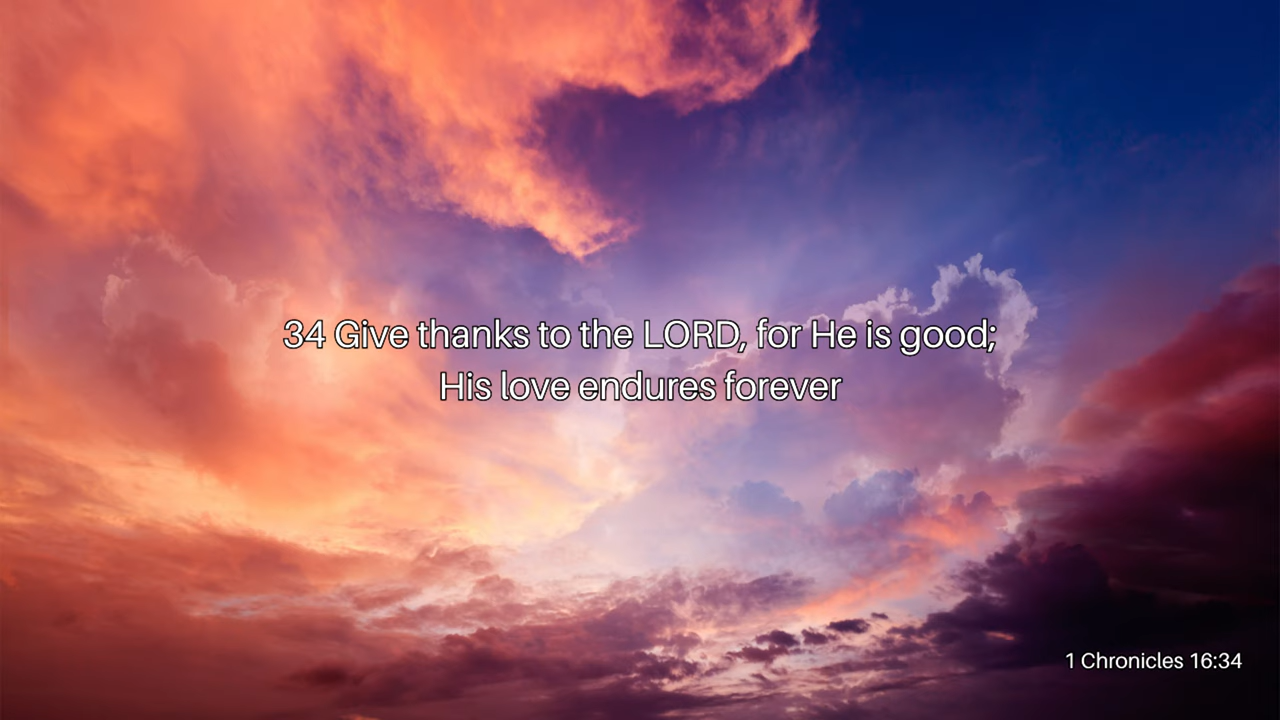 34 Give thanks to the LORD, for He is good;
His love endures forever
1 Chronicles 16:34